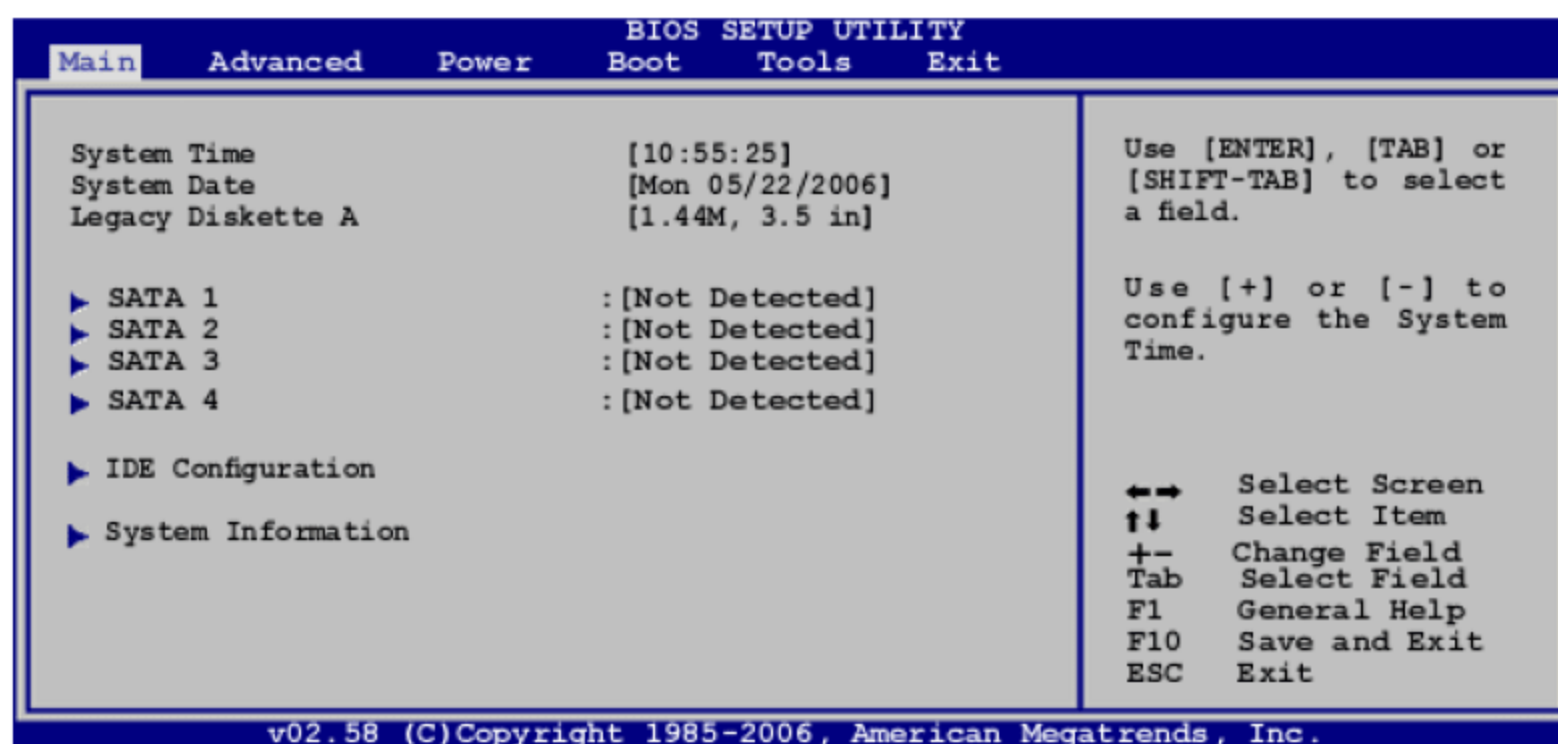 BIOS SETUP UTILITY
Main Advanced Power Boot Tools Exit
System Time [10:55:25]
System Date [Mon 05/22/2006]
Legacy Diskette A [1.44M, 3.5 in]
SATA 1 :[Not Detected]
SATA 2 :[Not Detected]
SATA 3 :[Not Detected]
SATA 4 :[Not Detected]
IDE Configuration
System Information
Use [ENTER], [TAB] or
[SHIFT-TAB] to select
a field.
Use [+] or [-] to
configure the System
Time.
←→ Select Screen
↑↓ Select Item
+- Change Field
Tab Select Field
F1 General Help
F10 Save and Exit
ESC Exit
v02.58 (C)Copyright 1985-2006, American Megatrends, Inc.